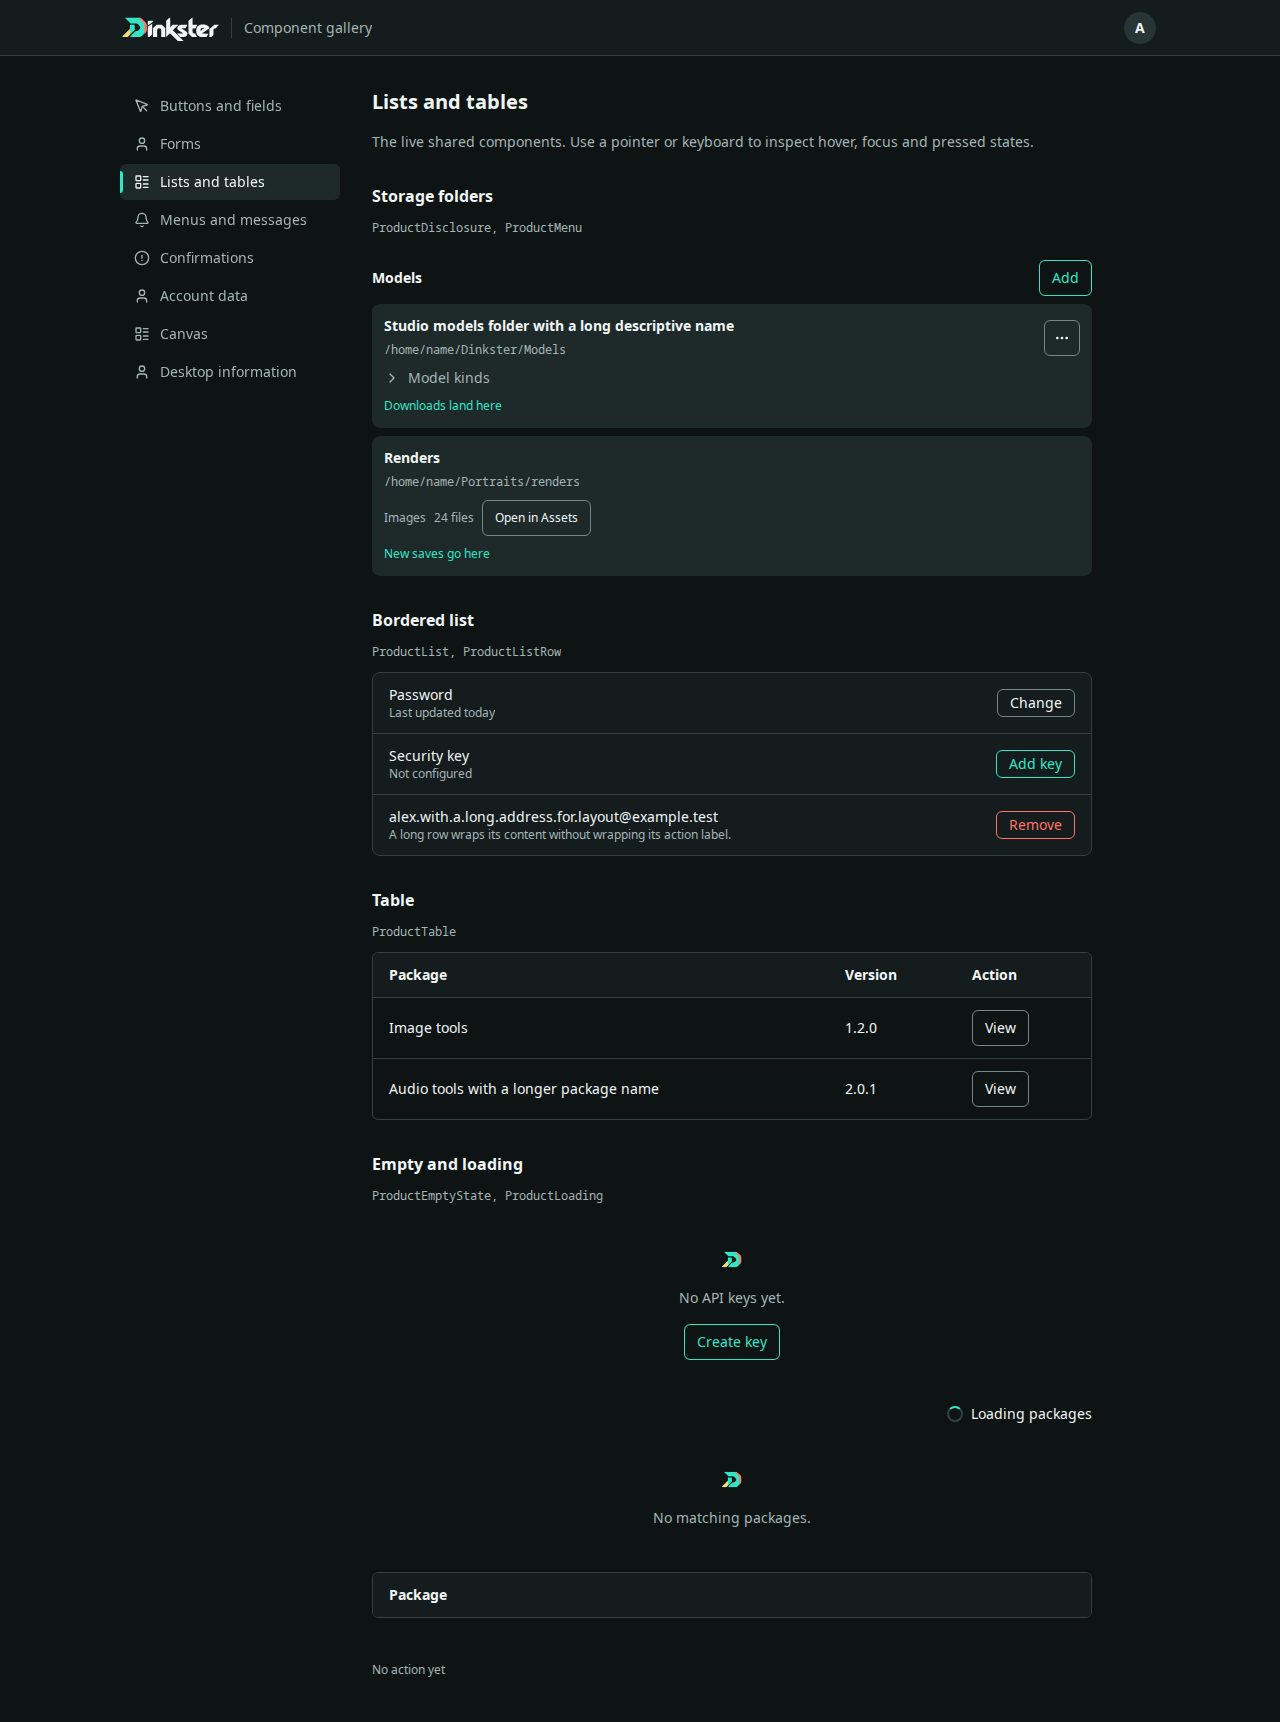 Dinkster
Component gallery
A
Buttons and fields
Forms
Lists and tables
Menus and messages
Confirmations
Account data
Canvas
Desktop information
Lists and tables
The live shared components. Use a pointer or keyboard to inspect hover, focus and pressed states.
Storage folders
ProductDisclosure, ProductMenu
Models
Add
Studio models folder with a long descriptive name
/home/name/Dinkster/Models
Model kinds
Downloads land here
Renders
/home/name/Portraits/renders
Images 24 files Open in Assets
New saves go here
Bordered list
ProductList, ProductListRow
Password
Last updated today
Change
Security key
Not configured
Add key
alex.with.a.long.address.for.layout@example.test
A long row wraps its content without wrapping its action label.
Remove
Table
ProductTable
Package Version Action
Image tools 1.2.0 View
Audio tools with a longer package name 2.0.1 View
Empty and loading
ProductEmptyState, ProductLoading
No API keys yet.
Create key
Loading packages
No matching packages.
Package
No action yet